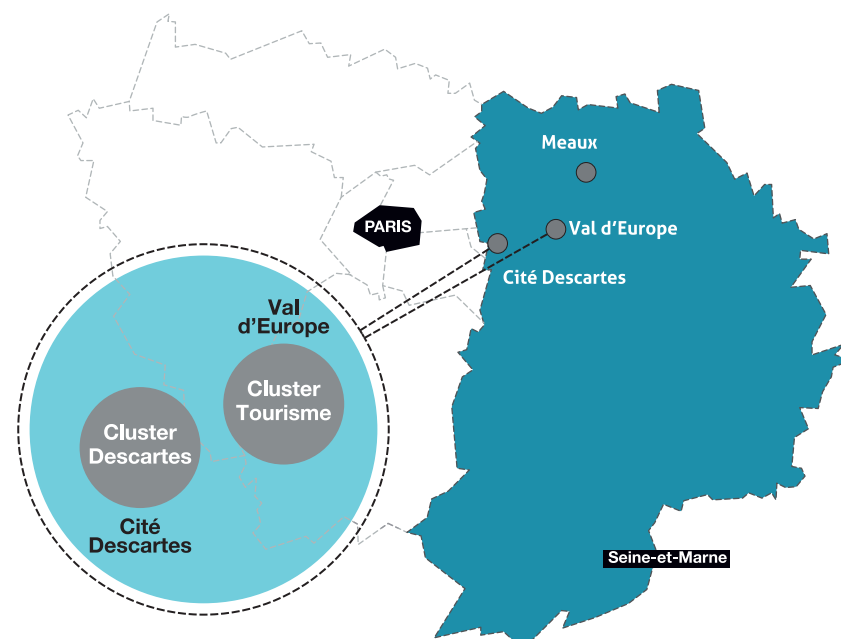 Meaux
PARIS
Val d'Europe
Cité Descartes
Val
d'Europe
Cluster
Tourisme
Cluster
Descartes
Cité
Descartes
Seine-et-Marne